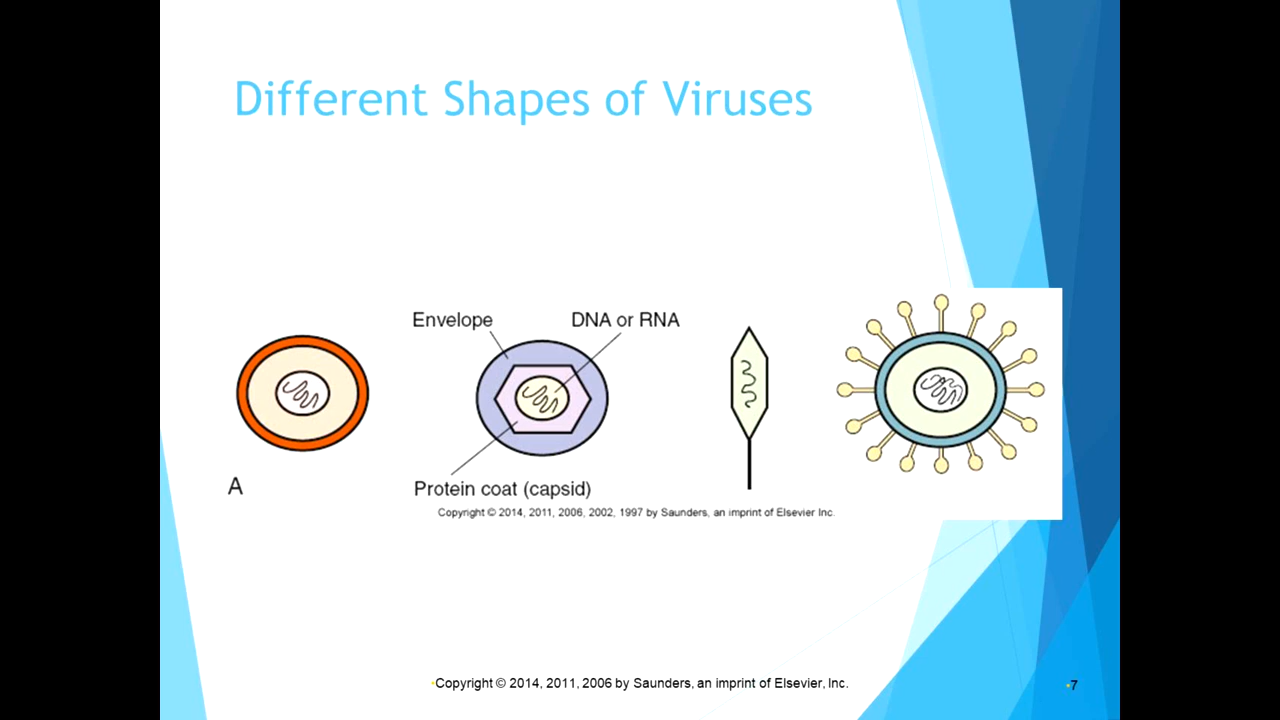 Different Shapes of Viruses
Envelope
DNA or RNA
A
Protein coat (capsid)
Copyright © 2014, 2011, 2006, 2002, 1997 by Saunders, an imprint of Elsevier Inc.
•Copyright © 2014, 2011, 2006 by Saunders, an imprint of Elsevier, Inc.
•7